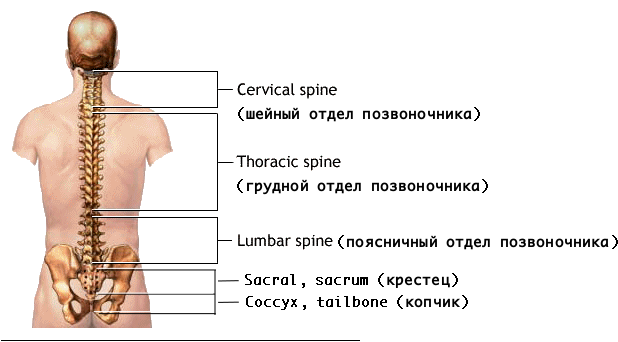 Cervical spine
(шейный отдел позвоночника)
Thoracic spine
(грудной отдел позвоночника)
Lumbar spine (поясничный отдел позвоночника)
Sacral, sacrum (крестец)
Coccyx, tailbone (копчик)